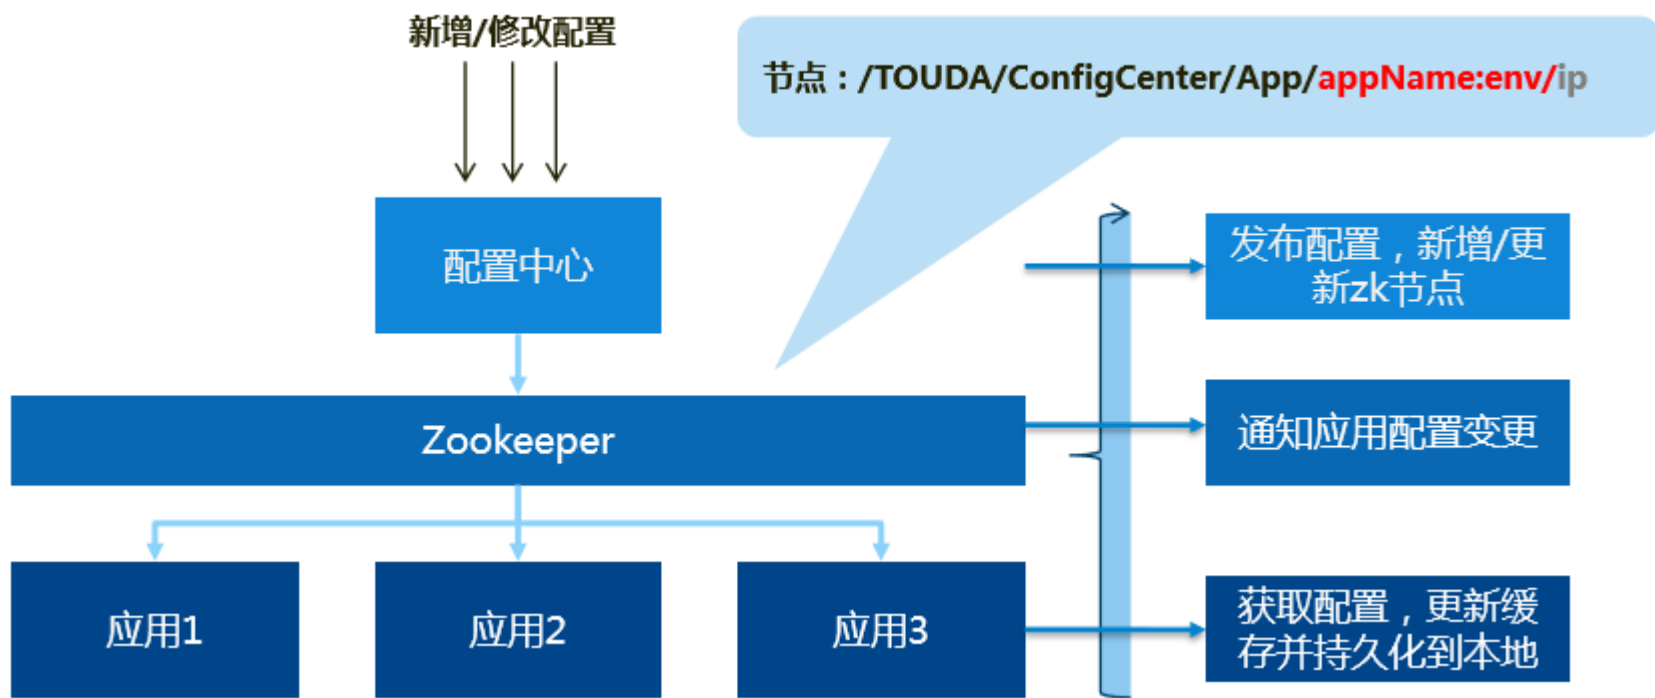 新增/修改配置
节点：/TOUDA/ConfigCenter/App/appName:env/ip
配置中心
发布配置，新增/更
新zk节点
Zookeeper
通知应用配置变更
应用1
应用2
应用3
获取配置，更新缓
存并持久化到本地